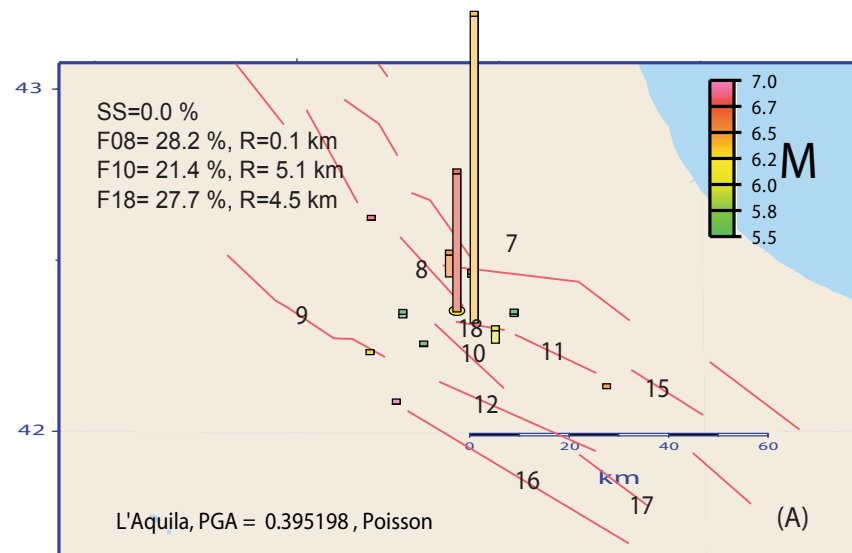 43
SS=0.0 %
F08= 28.2 %, R=0.1 km
F10= 21.4 %, R= 5.1 km
F18= 27.7 %, R=4.5 km
7.0
6.7
6.5
6.2
6.0
5.8
5.5
M
7
8
9
18
10
11
15
12
42
0 20 40 60
km
16
17
L'Aquila, PGA = 0.395198 , Poisson
(A)